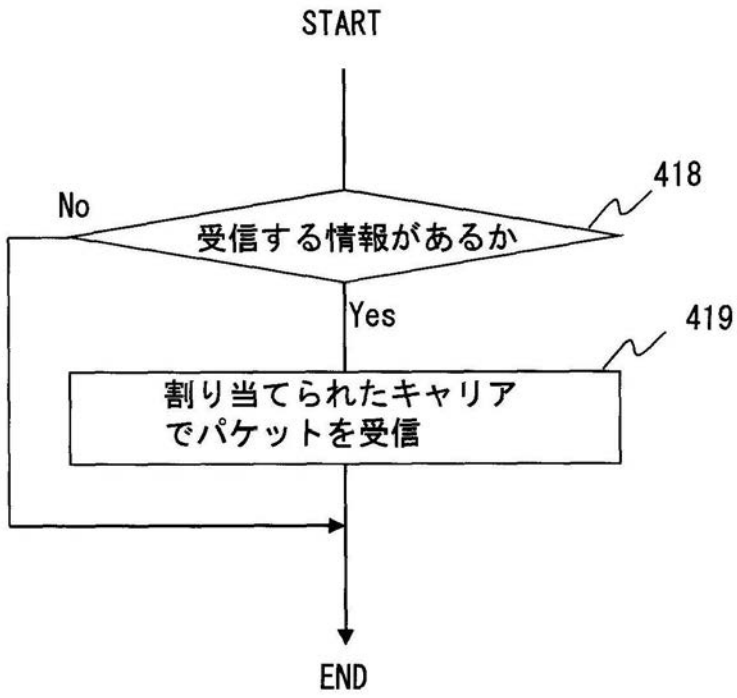 START
418
No
受信する情報があるか
Yes
419
割り当てられたキャリア
でパケットを受信
END